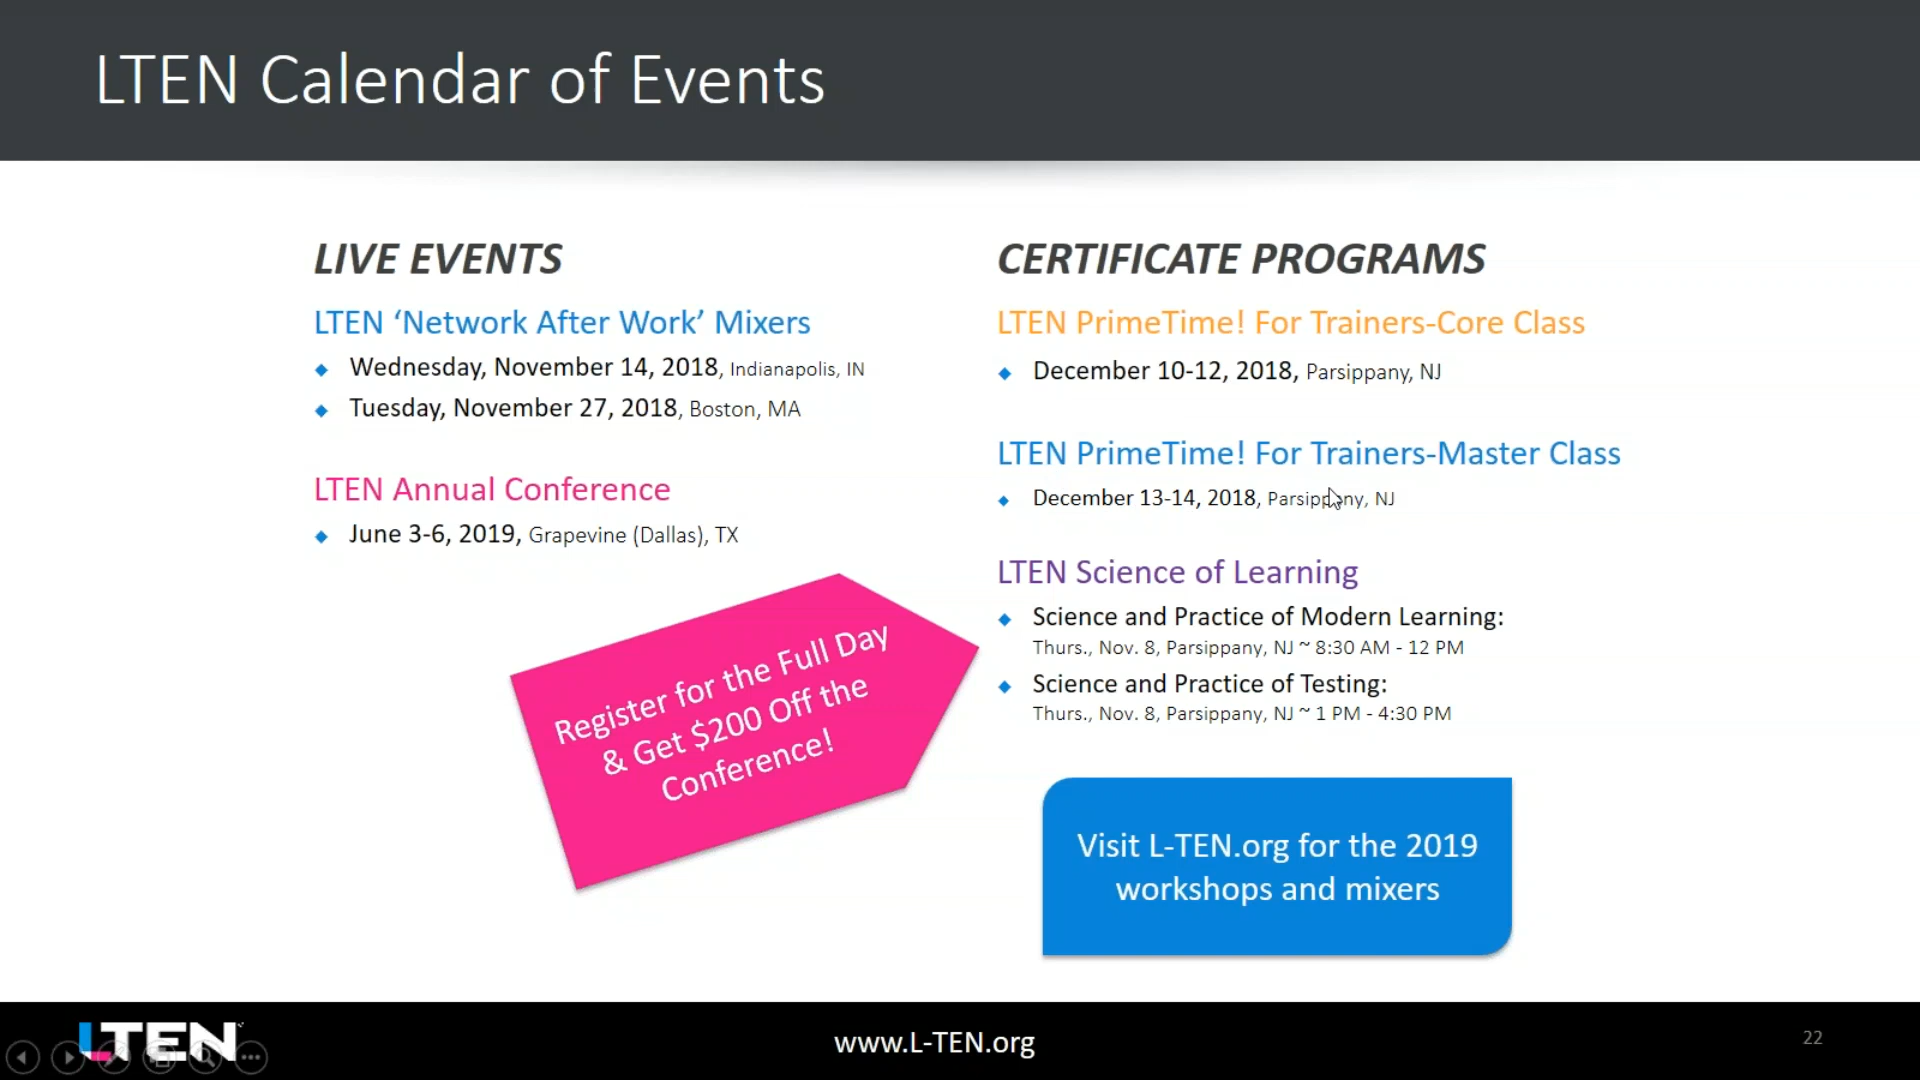 LTEN Calendar of Events
LIVE EVENTS
LTEN ‘Network After Work’ Mixers
Wednesday, November 14, 2018, Indianapolis, IN
Tuesday, November 27, 2018, Boston, MA
LTEN Annual Conference
June 3-6, 2019, Grapevine (Dallas), TX
Register for the Full Day
& Get $200 Off the
Conference!
CERTIFICATE PROGRAMS
LTEN PrimeTime! For Trainers-Core Class
December 10-12, 2018, Parsippany, NJ
LTEN PrimeTime! For Trainers-Master Class
December 13-14, 2018, Parsippany, NJ
LTEN Science of Learning
Science and Practice of Modern Learning:
Thurs., Nov. 8, Parsippany, NJ ~ 8:30 AM - 12 PM
Science and Practice of Testing:
Thurs., Nov. 8, Parsippany, NJ ~ 1 PM - 4:30 PM
Visit L-TEN.org for the 2019
workshops and mixers
LTEN
www.L-TEN.org
22